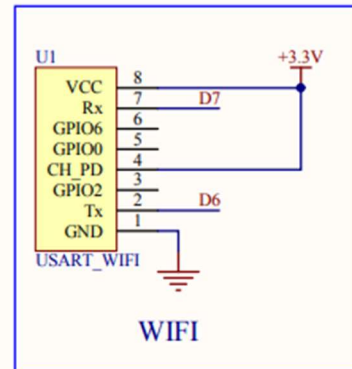 U1
+3.3V
VCC 8
Rx 7 D7
GPIO6 6
GPIO0 5
CH_PD 4
GPIO2 3
Tx 2 D6
GND 1
USART_WIFI
WIFI